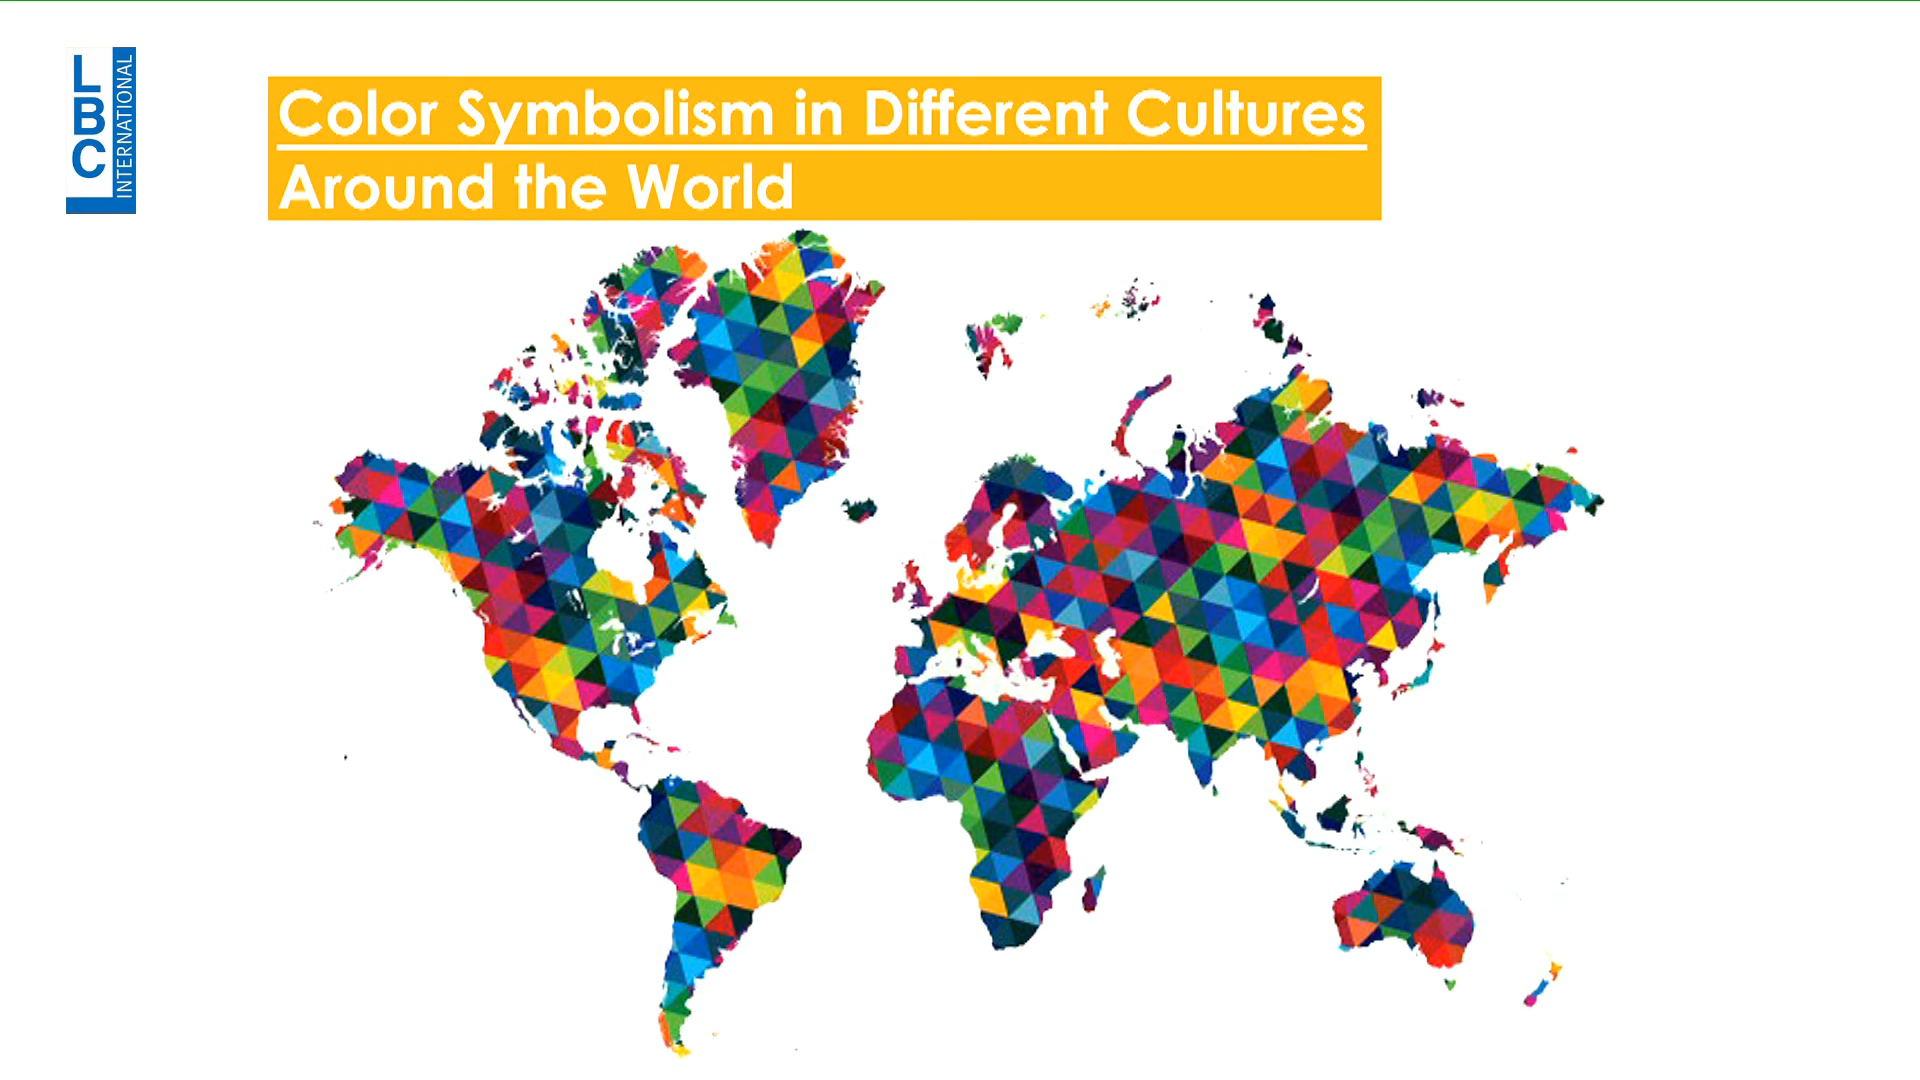 LBC
INTERNATIONAL
Color Symbolism in Different Cultures
Around the World